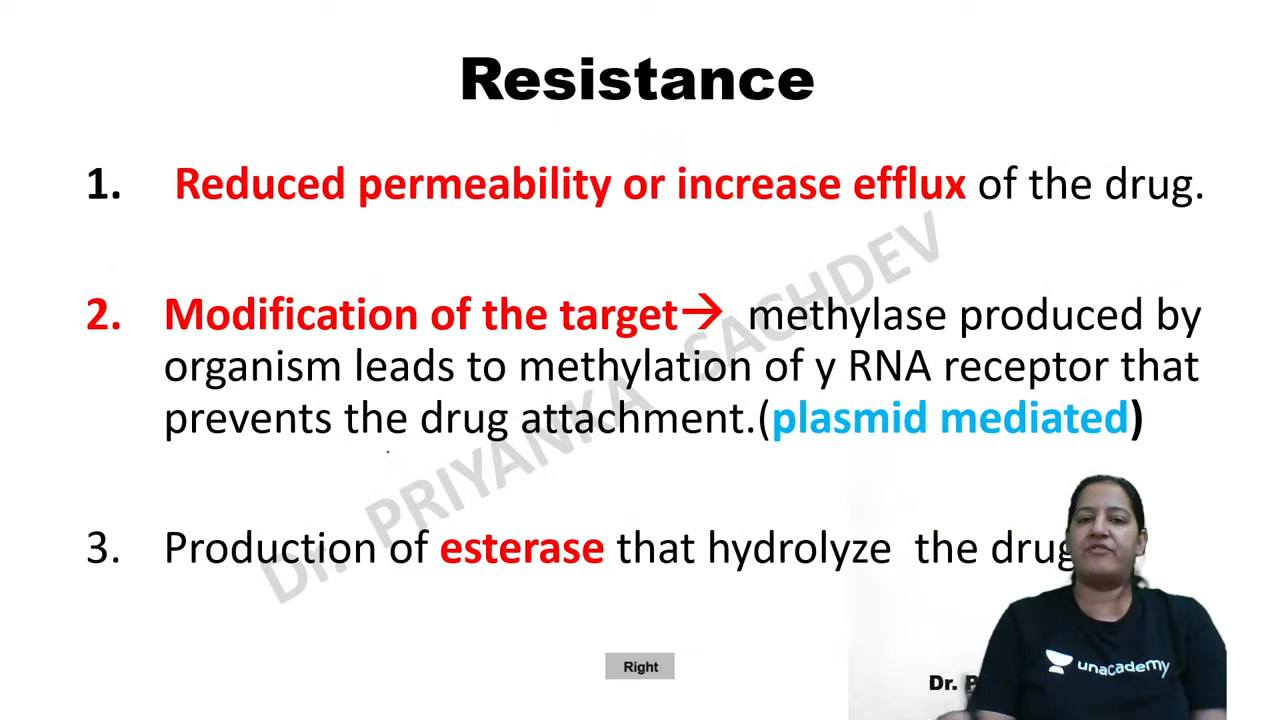 Resistance
1. Reduced permeability or increase efflux of the drug.
2. Modification of the target→ methylase produced by
organism leads to methylation of y RNA receptor that
prevents the drug attachment.(plasmid mediated)
3. Production of esterase that hydrolyze the drug
Dr. PRIYANKA SACHDEV
Right
unacademy
Dr.